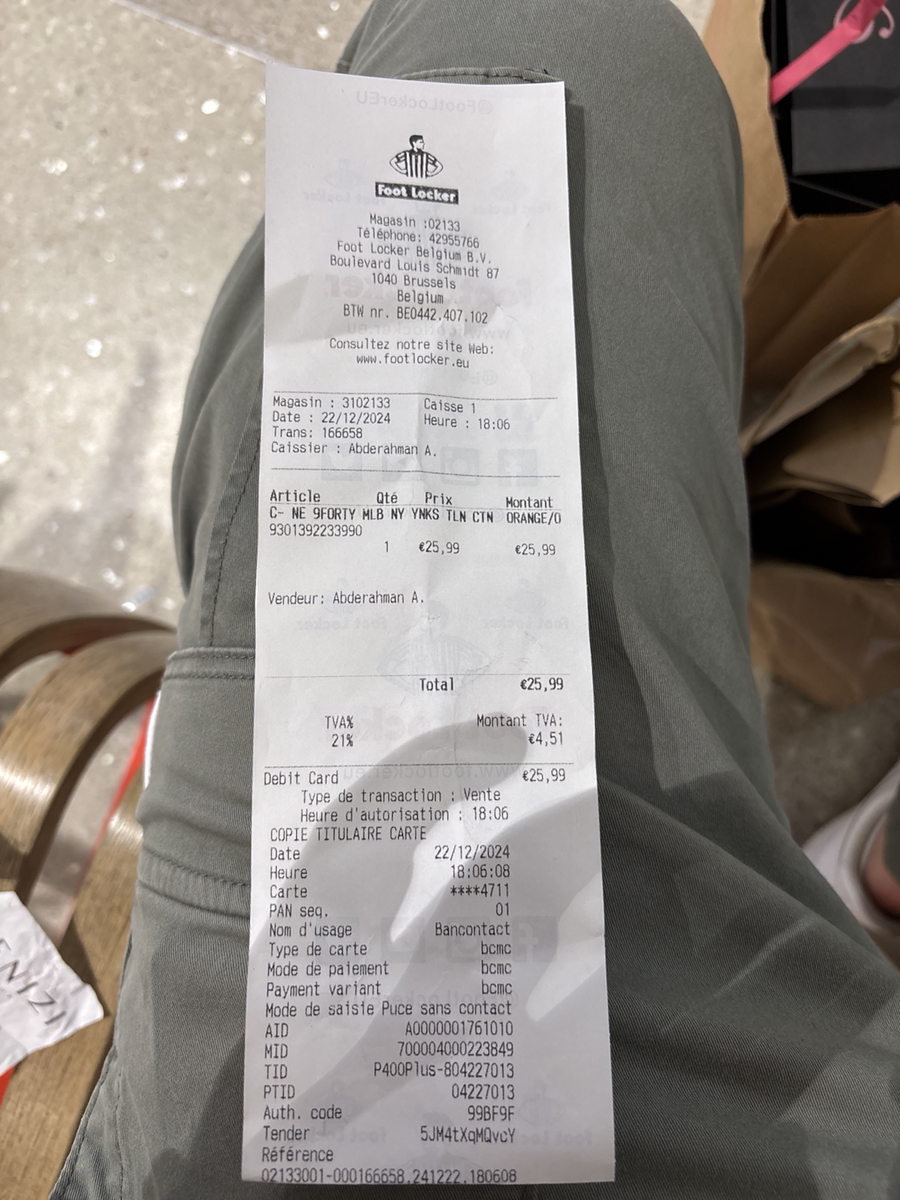 Foot Locker
Magasin :02133
Téléphone: 42955766
Foot Locker Belgium B.V.
Boulevard Louis Schmidt 87
1040 Brussels
Belgium
BTW nr. BE0442.407.102
Consultez notre site Web:
www.footlocker.eu
Magasin : 3102133 Caisse 1
Date : 22/12/2024 Heure : 18:06
Trans: 166658
Caissier : Abderahman A.
Article Qté Prix Montant
C- NE 9FORTY MLB NY YNKS TLN CTN ORANGE/O
9301392233990
1 €25,99 €25,99
Vendeur: Abderahman A.
Total €25,99
TVA% Montant TVA:
21% €4,51
Debit Card €25,99
Type de transaction : Vente
Heure d'autorisation : 18:06
COPIE TITULAIRE CARTE
Date 22/12/2024
Heure 18:06:08
Carte ****4711
PAN seq. 01
Nom d'usage Bancontact
Type de carte bcmc
Mode de paiement bcmc
Payment variant bcmc
Mode de saisie Puce sans contact
AID A0000001761010
MID 700004000223849
TID P400Plus-804227013
PTID 04227013
Auth. code 99BF9F
Tender 5JM4tXqMQvcY
Référence
02133001-000166658.241222.180608